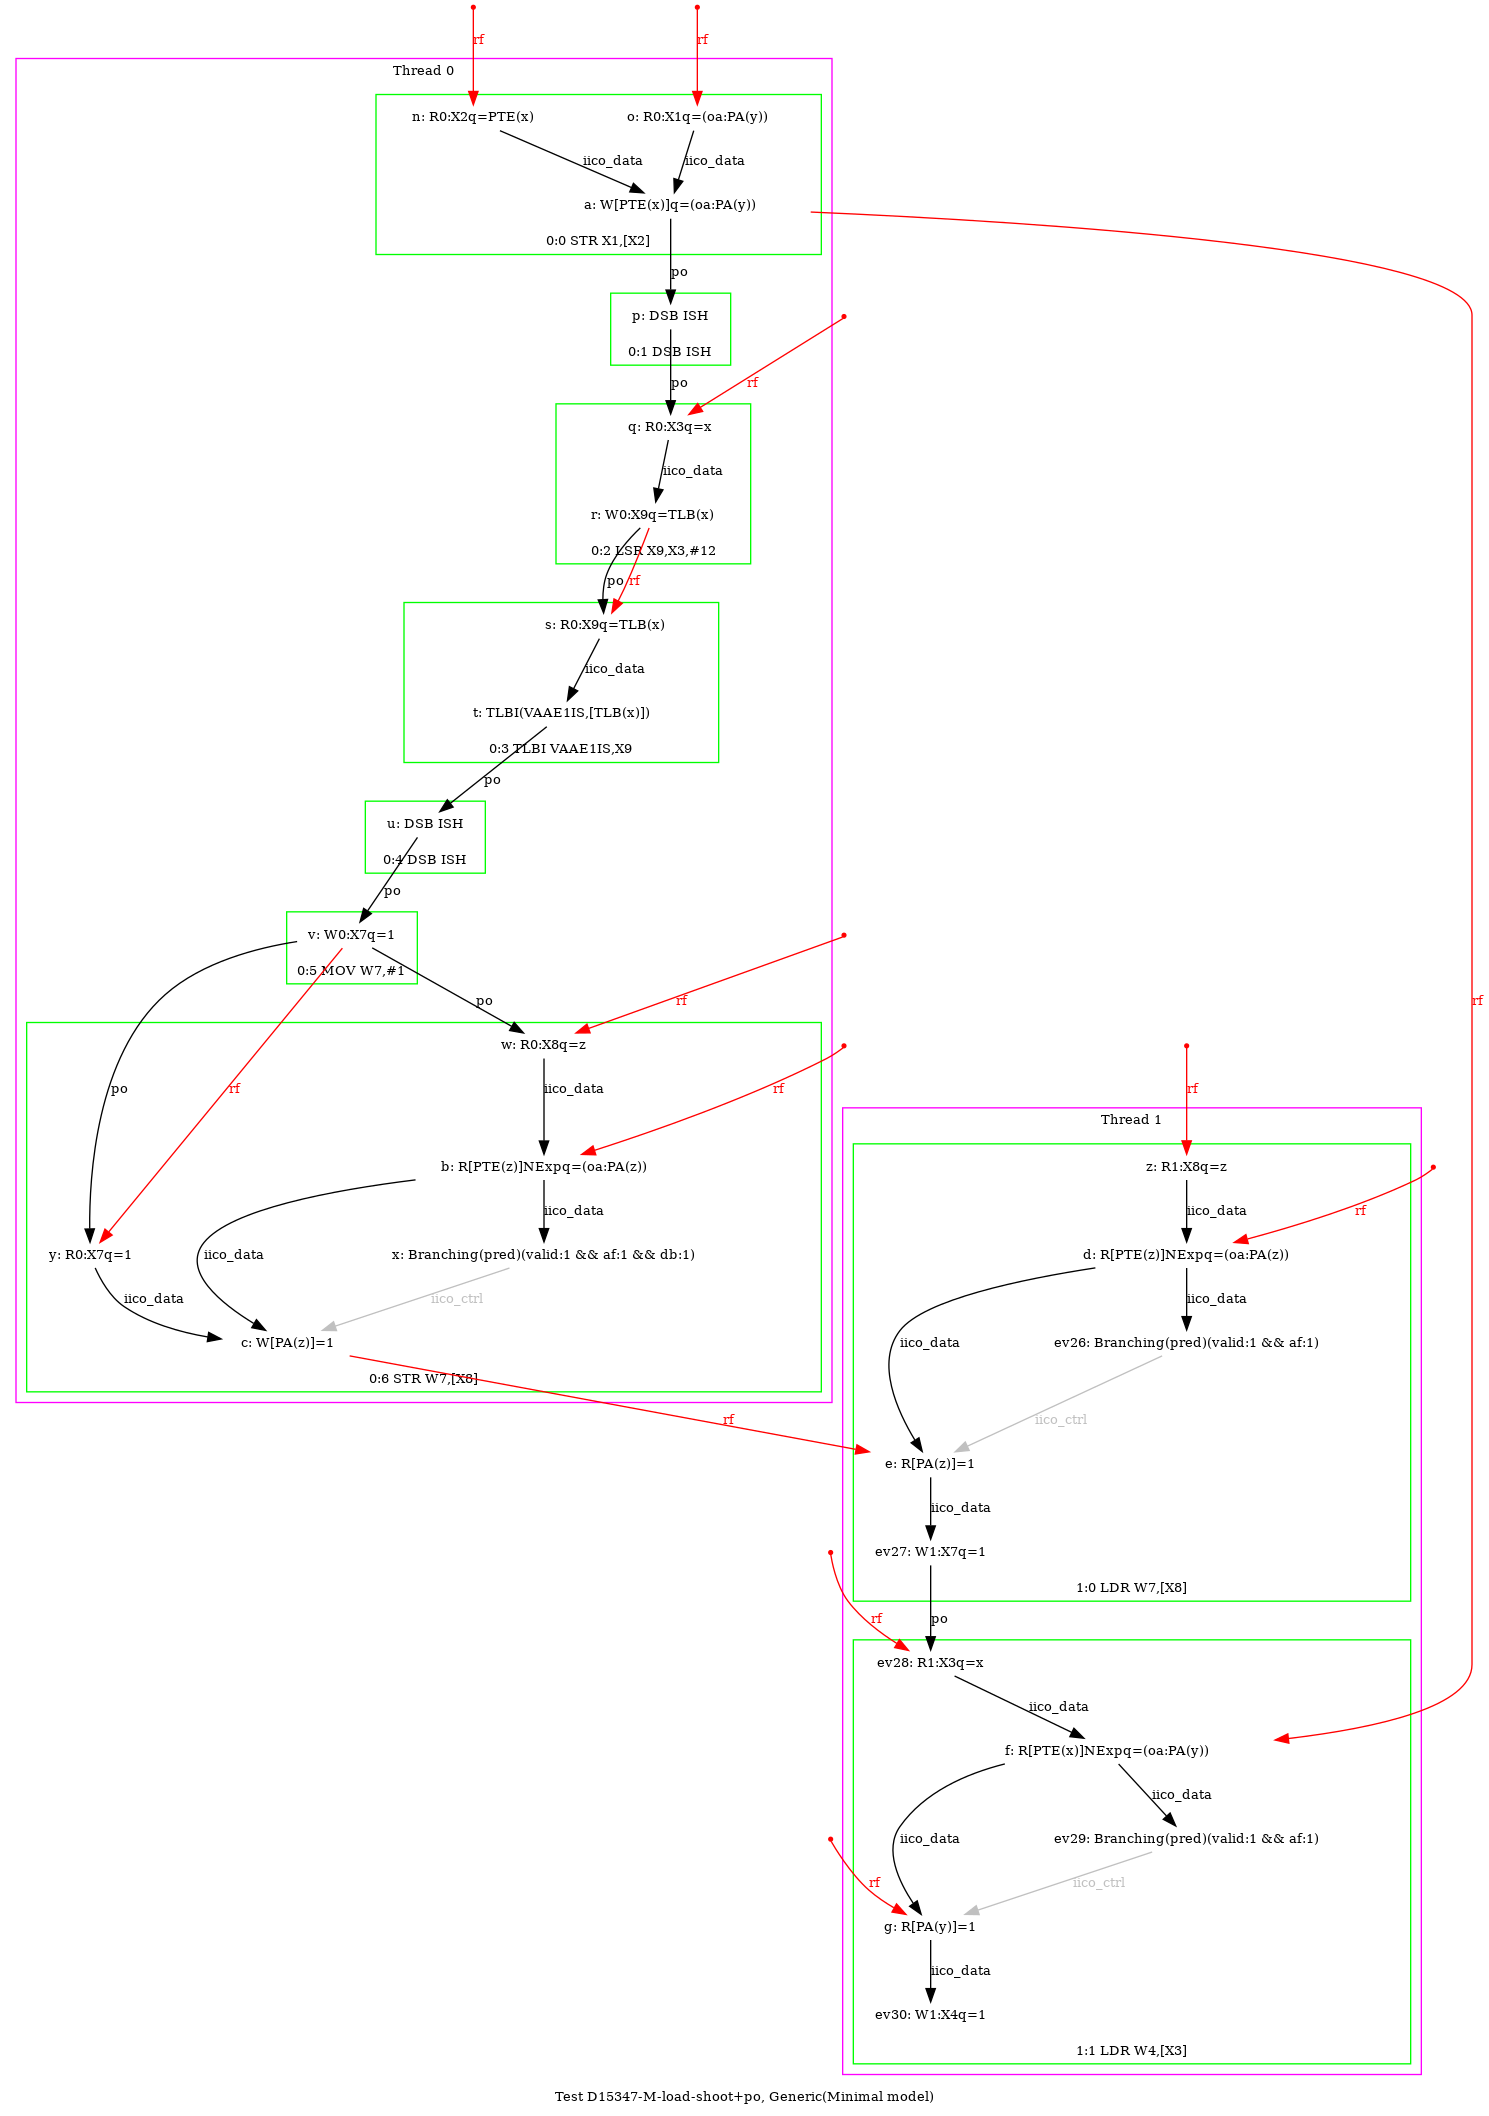 rf
rf
Thread 0
n: R0:X2q=PTE(x)
o: R0:X1q=(oa:PA(y))
iico_data
iico_data
a: W[PTE(x)]q=(oa:PA(y))
0:0 STR X1,[X2]
po
p: DSB ISH
0:1 DSB ISH
po
rf
q: R0:X3q=x
iico_data
r: W0:X9q=TLB(x)
0:2 LSR X9,X3,#12
po
rf
s: R0:X9q=TLB(x)
iico_data
t: TLBI(VAAE1IS,[TLB(x)])
0:3 TLBI VAAE1IS,X9
po
u: DSB ISH
0:4 DSB ISH
po
v: W0:X7q=1
0:5 MOV W7,#1
po
rf
rf
w: R0:X8q=z
po
rf
iico_data
rf
b: R[PTE(z)]NExpq=(oa:PA(z))
iico_data
iico_data
y: R0:X7q=1
x: Branching(pred)(valid:1 && af:1 && db:1)
iico_data
iico_ctrl
c: W[PA(z)]=1
0:6 STR W7,[X8]
rf
rf
Thread 1
z: R1:X8q=z
iico_data
rf
d: R[PTE(z)]NExpq=(oa:PA(z))
iico_data
iico_data
ev26: Branching(pred)(valid:1 && af:1)
iico_ctrl
e: R[PA(z)]=1
iico_data
ev27: W1:X7q=1
1:0 LDR W7,[X8]
rf
po
ev28: R1:X3q=x
iico_data
f: R[PTE(x)]NExpq=(oa:PA(y))
iico_data
iico_data
ev29: Branching(pred)(valid:1 && af:1)
rf
iico_ctrl
g: R[PA(y)]=1
iico_data
ev30: W1:X4q=1
1:1 LDR W4,[X3]
Test D15347-M-load-shoot+po, Generic(Minimal model)